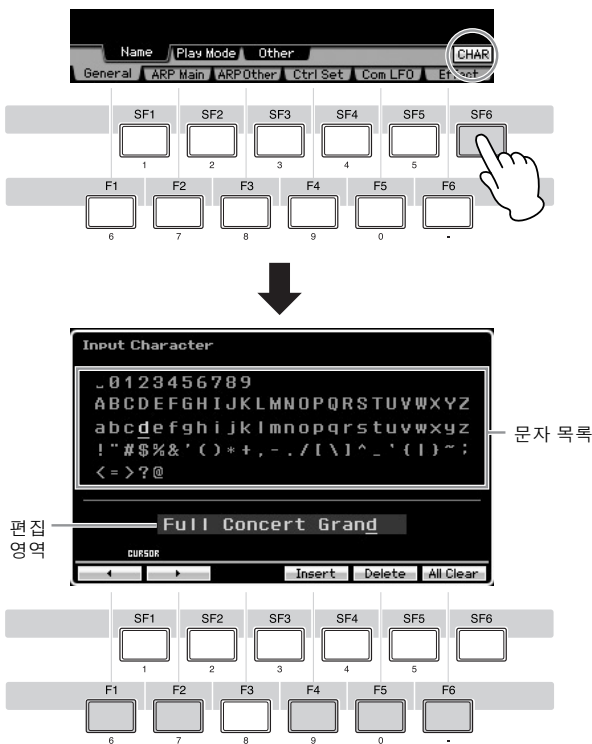 Name Play Mode Other CHAR
General ARP Main ARP Other Ctrl Set Com LFO Effect
SF1 SF2 SF3 SF4 SF5 SF6
1 2 3 4 5
F1 F2 F3 F4 F5 F6
6 7 8 9 0 -
Input Character
˽0123456789
ABCDEFGHIJKLMNOPQRSTUVWXYZ
abcdefghijklmnopqrstuvwxyz
!"#$%&'()*+,-./[\]^_`{|}~;
<=>?@
문자 목록
Full Concert Grand
편집
영역
CURSOR
Insert Delete All Clear
SF1 SF2 SF3 SF4 SF5 SF6
1 2 3 4 5
F1 F2 F3 F4 F5 F6
6 7 8 9 0 -